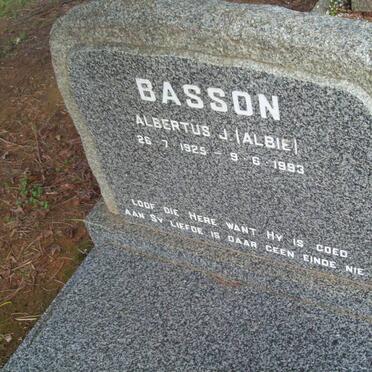 BASSON
ALBERTUS J. (ALBIE)
26·7·1925 - 9·6·1993
LOOF DIE HERE WANT HY IS GOED
AAN SY LIEFDE IS DAAR GEEN EINDE NIE